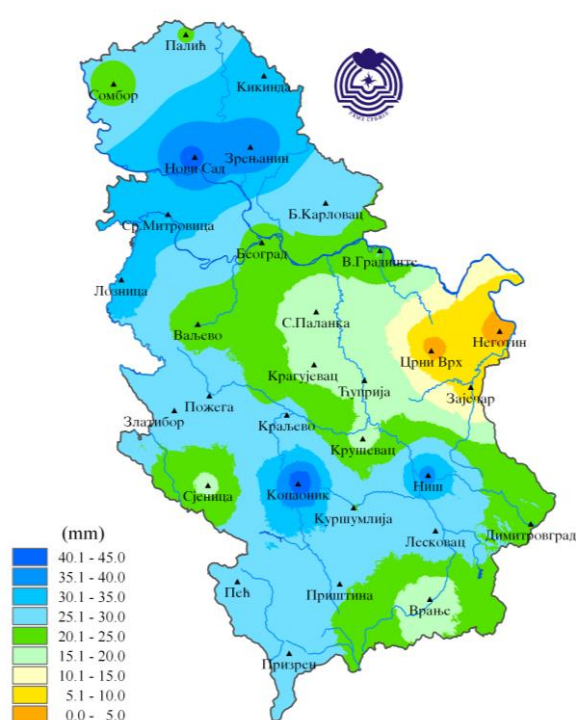 Палић
Сомбор
Кикинда
Нови Сад
Зрењанин
Б.Карловац
Ср.Митровица
Београд
В.Градиште
Лозница
Ваљево
С.Паланка
Неготин
Црни Врх
Крагујевац
Ћуприја
Зајечар
Пожега
Златибор
Краљево
Крушевац
Сјеница
Копаоник
Ниш
Куршумлија
Лесковац
Димитровград
(mm)
40.1 - 45.0
35.1 - 40.0
30.1 - 35.0
25.1 - 30.0
20.1 - 25.0
15.1 - 20.0
10.1 - 15.0
5.1 - 10.0
0.0 - 5.0
Пећ
Приштина
Врање
Призрен